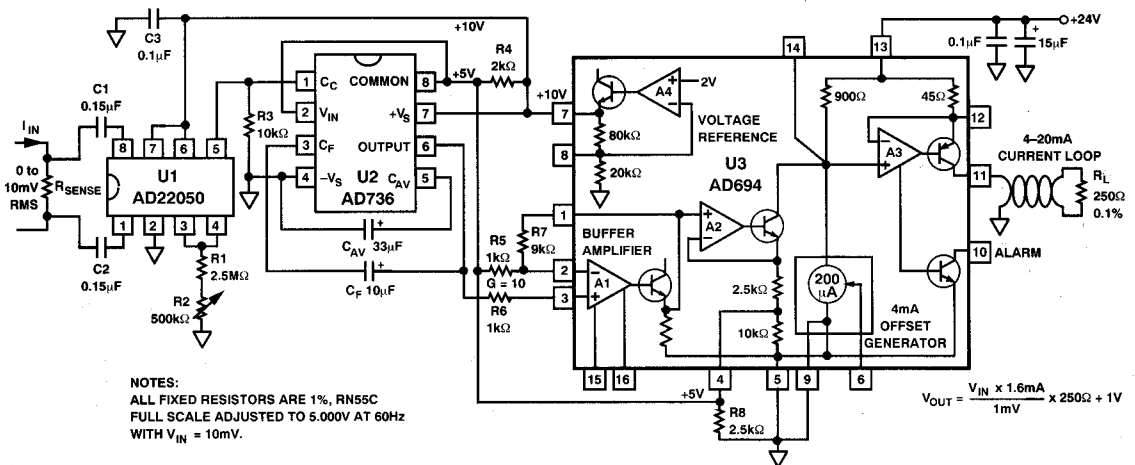 C3
0.1µF
+10V
+24V
0.1µF
+
15µF
R4
2kΩ
+5V
C1
0.15µF
I_IN
0 to
10mV
RMS
R_SENSE
C2
0.15µF
8
7
6
5
U1
AD22050
1
2
3
4
R1
2.5MΩ
R2
500kΩ
R3
10kΩ
1
C_C
COMMON
8
2
V_IN
+V_S
7
3
C_F
OUTPUT
6
4
–V_S
C_AV
5
U2
AD736
C_AV
+
33µF
C_F
+
10µF
R5
1kΩ
G = 10
R6
1kΩ
R7
9kΩ
+10V
7
8
1
2
3
14
13
12
11
10
ALARM
A4
+
–
2V
VOLTAGE
REFERENCE
80kΩ
20kΩ
U3
AD694
900Ω
45Ω
BUFFER
AMPLIFIER
–
A1
+
+
A2
–
–
A3
+
2.5kΩ
10kΩ
200
µA
4mA
OFFSET
GENERATOR
4–20mA
CURRENT LOOP
R_L
250Ω
0.1%
15
16
4
5
9
6
+5V
R8
2.5kΩ
V_OUT = V_IN x 1.6mA / 1mV x 250Ω + 1V
NOTES:
ALL FIXED RESISTORS ARE 1%, RN55C
FULL SCALE ADJUSTED TO 5.000V AT 60Hz
WITH V_IN = 10mV.